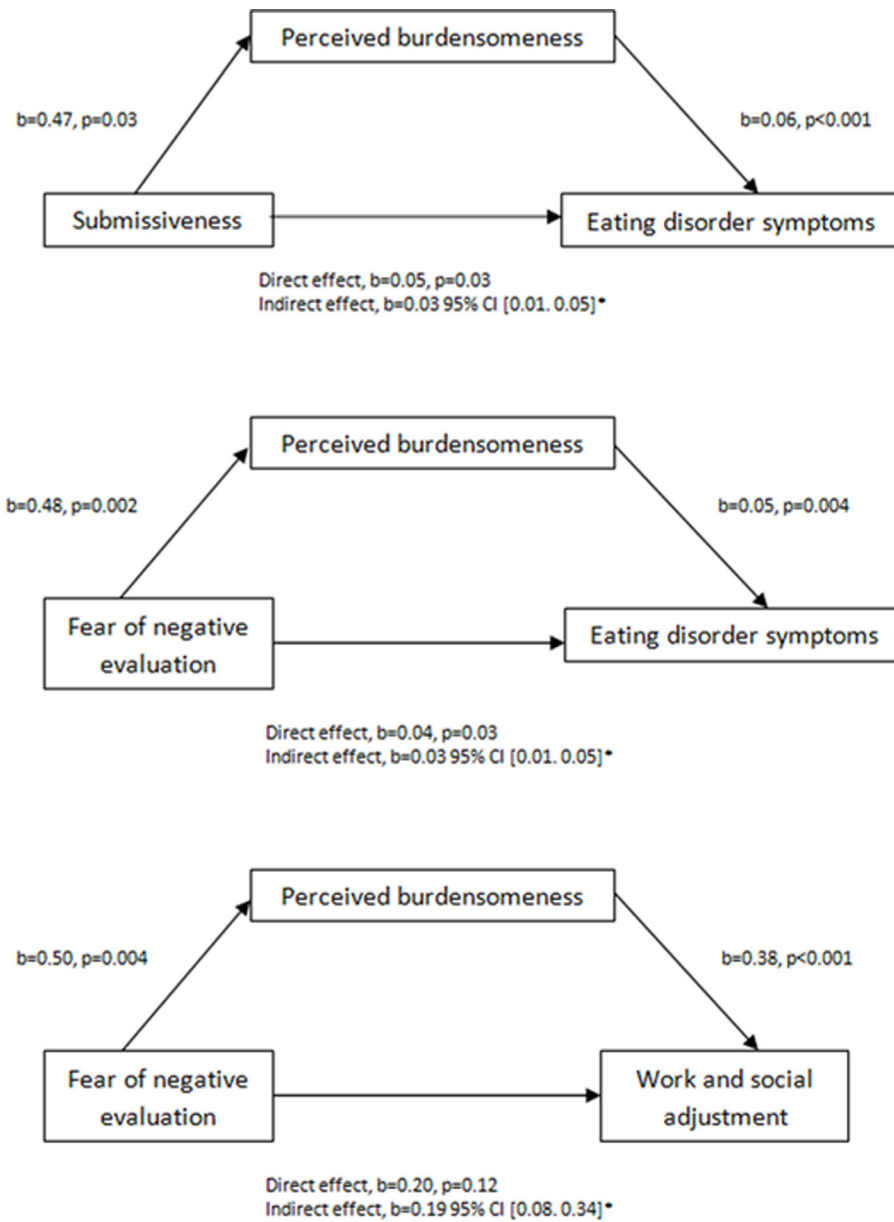 Perceived burdensomeness
b=0.47, p=0.03
b=0.06, p<0.001
Submissiveness
Eating disorder symptoms
Direct effect, b=0.05, p=0.03
Indirect effect, b=0.03 95% CI [0.01. 0.05]*
Perceived burdensomeness
b=0.48, p=0.002
b=0.05, p=0.004
Fear of negative
evaluation
Eating disorder symptoms
Direct effect, b=0.04, p=0.03
Indirect effect, b=0.03 95% CI [0.01. 0.05]*
Perceived burdensomeness
b=0.50, p=0.004
b=0.38, p<0.001
Fear of negative
evaluation
Work and social
adjustment
Direct effect, b=0.20, p=0.12
Indirect effect, b=0.19 95% CI [0.08. 0.34]*